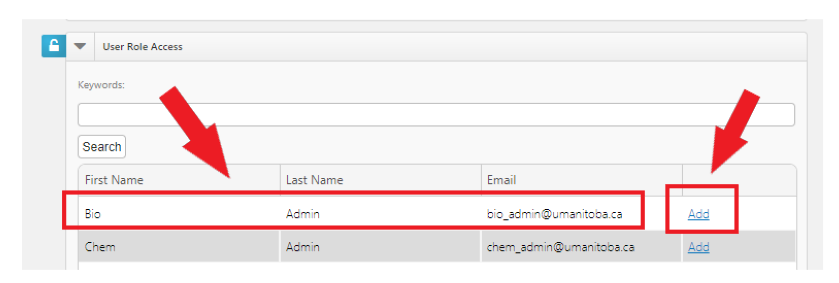 User Role Access
Keywords:
Search
First Name Last Name Email
Bio Admin bio_admin@umanitoba.ca Add
Chem Admin chem_admin@umanitoba.ca Add